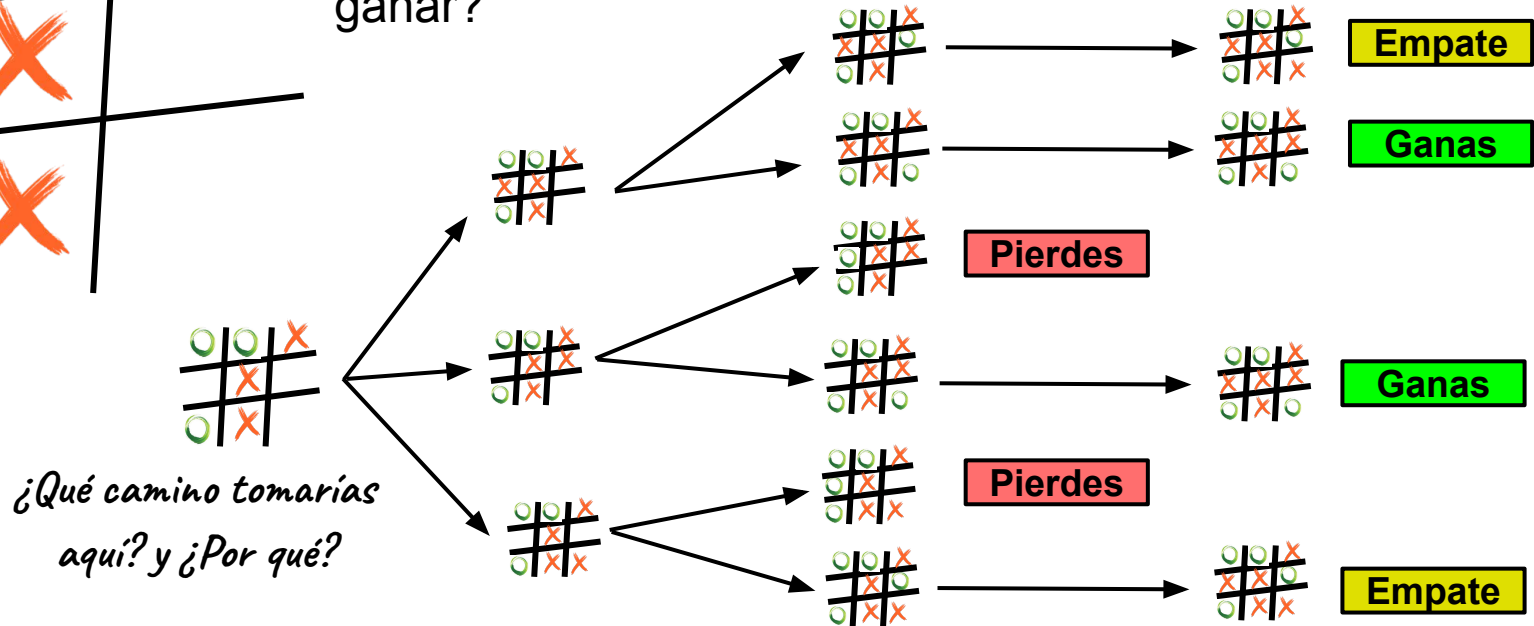 ganar?
Empate
Ganas
Pierdes
Ganas
Pierdes
Empate
¿Qué camino tomarías
aquí? y ¿Por qué?